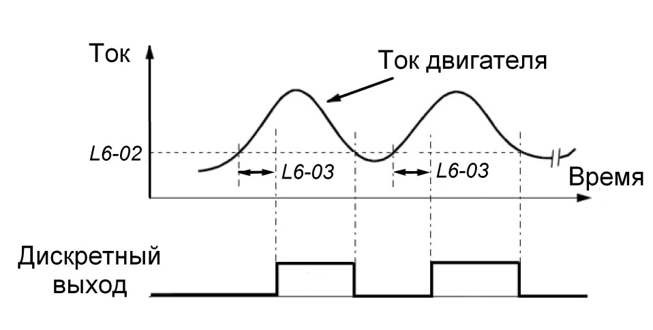 Ток
Ток двигателя
L6-02
L6-03
L6-03
Время
Дискретный
выход